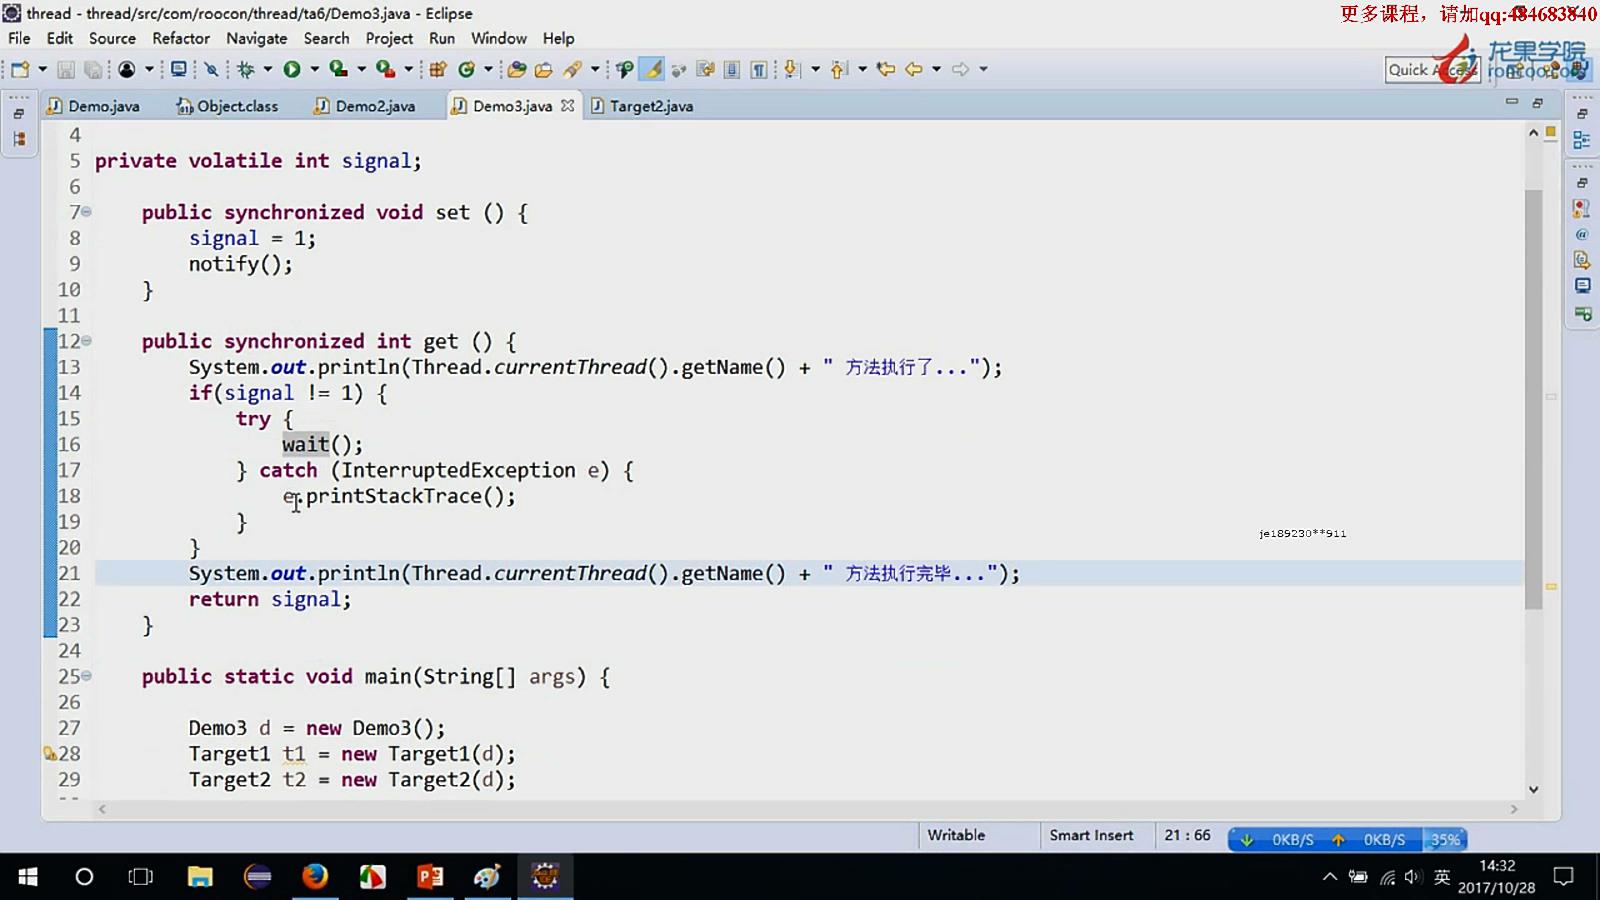 thread - thread/src/com/roocon/thread/ta6/Demo3.java - Eclipse
更多课程，请加qq:484683840
File Edit Source Refactor Navigate Search Project Run Window Help
龙果学院
roncoo.com
Quick Access
Demo.java Object.class Demo2.java Demo3.java Target2.java
4
5 private volatile int signal;
6
7 public synchronized void set () {
8 signal = 1;
9 notify();
10 }
11
12 public synchronized int get () {
13 System.out.println(Thread.currentThread().getName() + " 方法执行了...");
14 if(signal != 1) {
15 try {
16 wait();
17 } catch (InterruptedException e) {
18 e.printStackTrace();
19 }
20 }
21 System.out.println(Thread.currentThread().getName() + " 方法执行完毕...");
22 return signal;
23 }
24
25 public static void main(String[] args) {
26
27 Demo3 d = new Demo3();
28 Target1 t1 = new Target1(d);
29 Target2 t2 = new Target2(d);
je189230**911
Writable Smart Insert 21 : 66 0KB/S 0KB/S 35%
英 14:32
2017/10/28